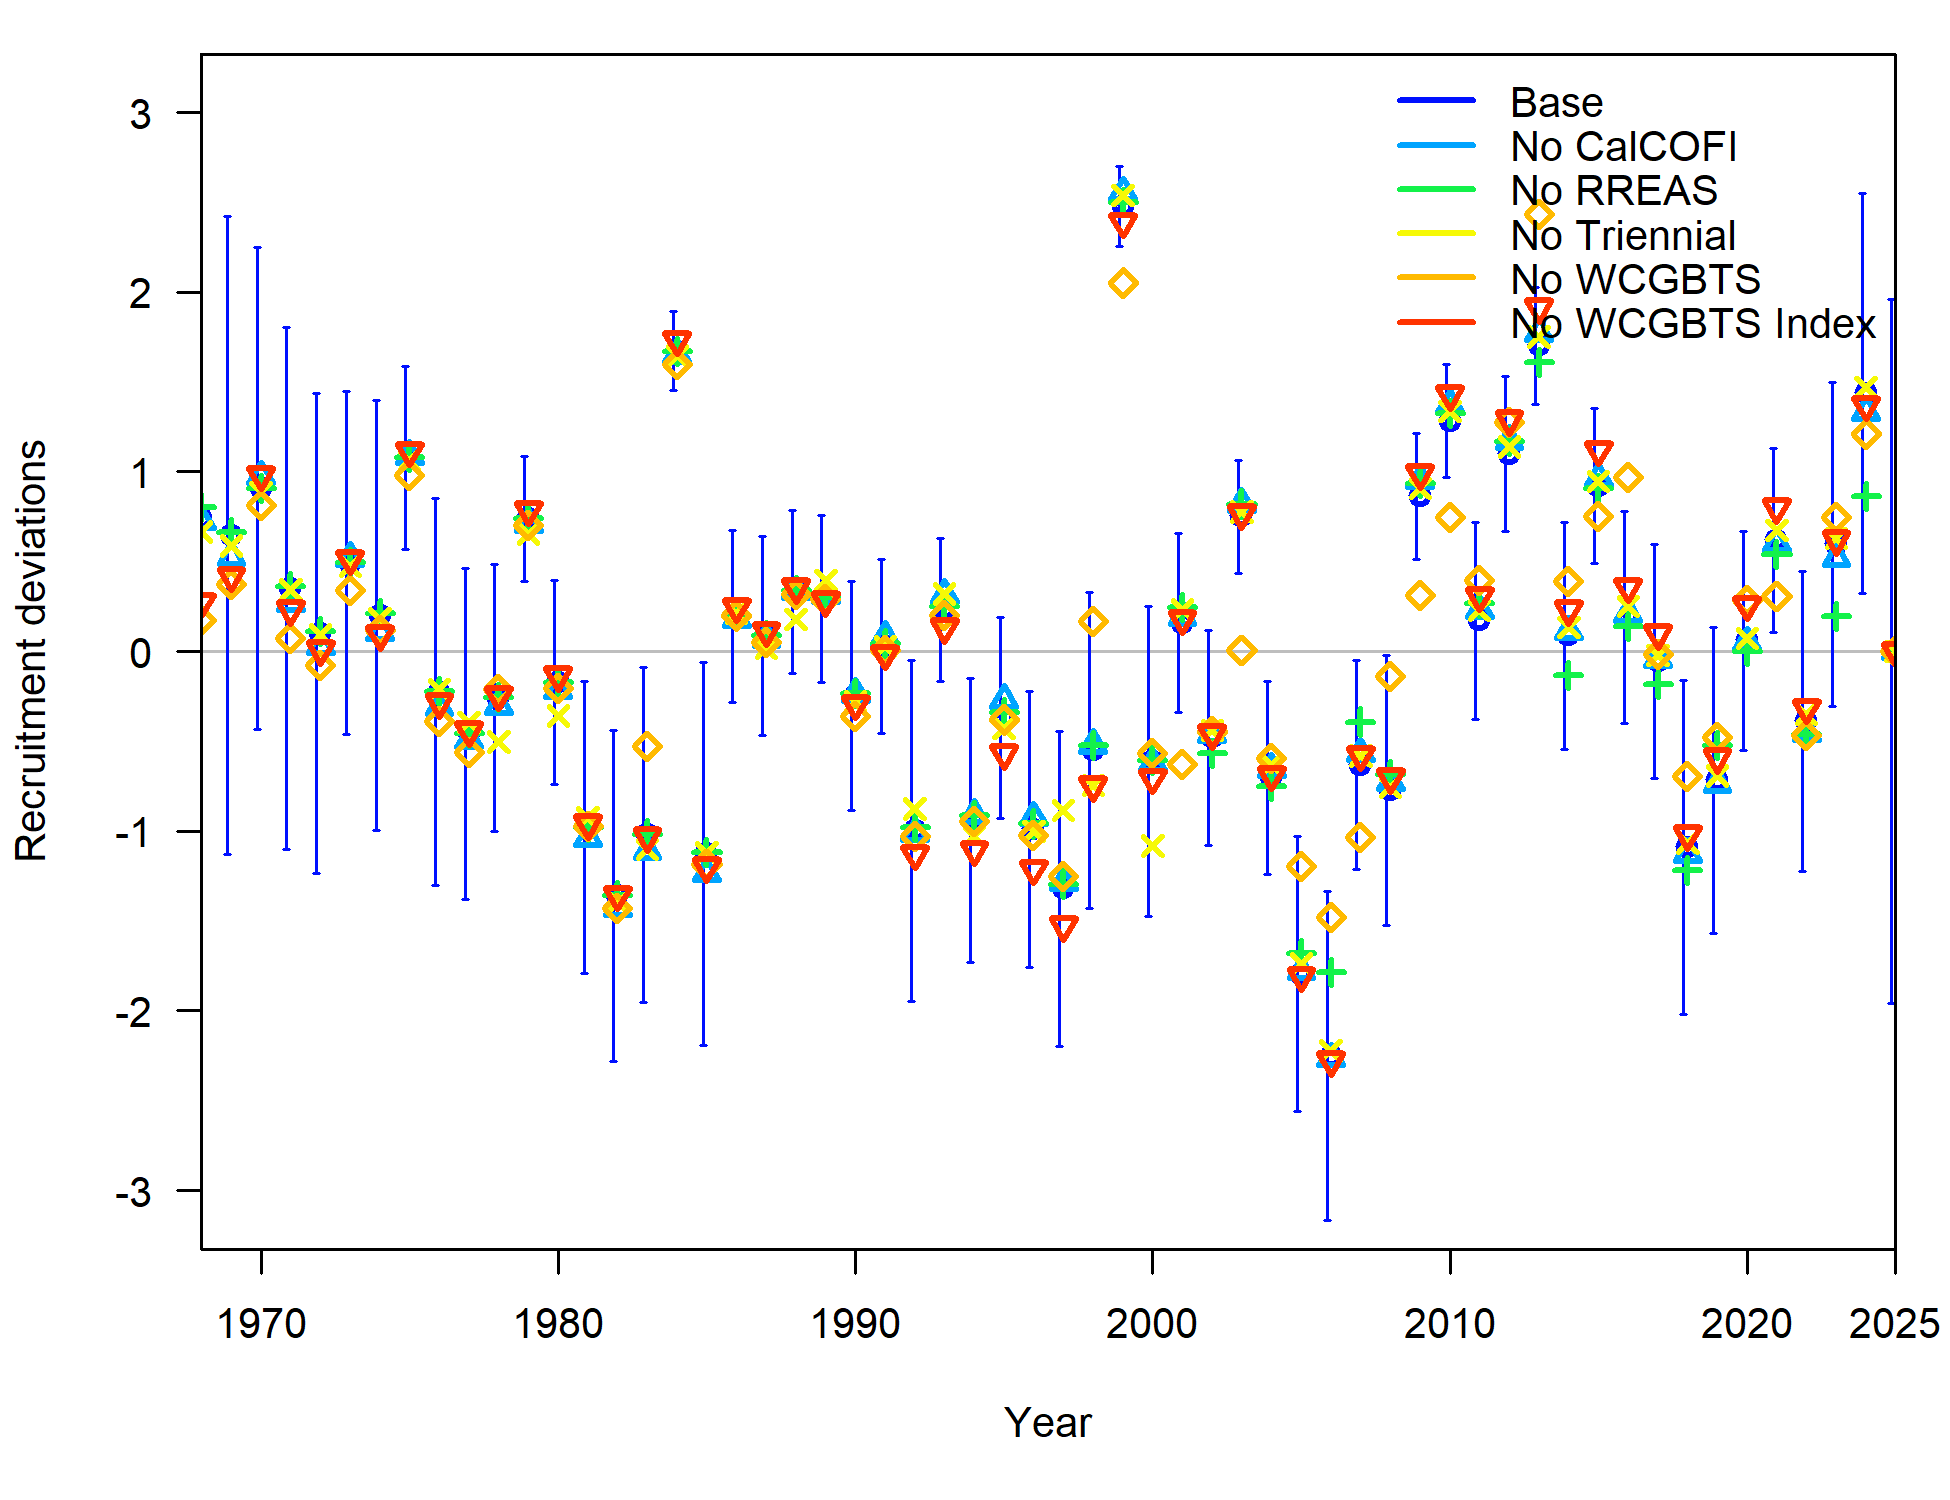 Base
No CalCOFI
No RREAS
No Triennial
No WCGBTS
No WCGBTS Index
3
2
1
0
-1
-2
-3
Recruitment deviations
1970 1980 1990 2000 2010 2020 2025
Year